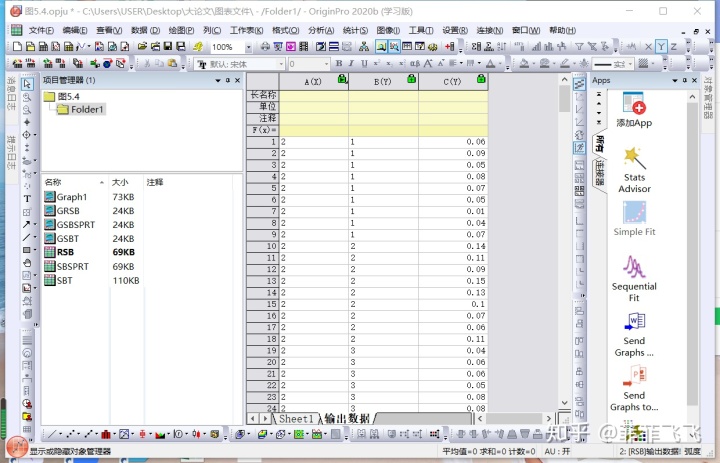 图5.4.opju * - C:\Users\USER\Desktop\大论文\图表文件\ - /Folder1/ - OriginPro 2020b (学习版)
文件(F) 编辑(E) 查看(V) 数据(D) 绘图(P) 列(C) 工作表(K) 格式(O) 分析(A) 统计(S) 图像(I) 工具(T) 设置(R) 连接(N) 窗口(W) 帮助(H)
100%
默认: 宋体 0 B I U
消息日志
提示日志
项目管理器 (1)
图5.4
Folder1
名称 大小 注释
Graph1 73KB
GRSB 24KB
GSBSPRT 24KB
GSBT 24KB
RSB 69KB
SBSPRT 69KB
SBT 110KB
A(X) B(Y) C(Y)
长名称
单位
注释
F(x)=
1 2 1 0.06
2 2 1 0.09
3 2 1 0.05
4 2 1 0.08
5 2 1 0.07
6 2 1 0.05
7 2 1 0.01
8 2 1 0.04
9 2 1 0.07
10 2 2 0.14
11 2 2 0.11
12 2 2 0.09
13 2 2 0.15
14 2 2 0.13
15 2 2 0.1
16 2 2 0.07
17 2 2 0.06
18 2 2 0.11
19 2 3 0.04
20 2 3 0.06
21 2 3 0.06
22 2 3 0.05
23 2 3 0.08
24 2 3 0.08
Sheet1 输出数据
Apps
所有
连接器
添加App
Stats Advisor
Simple Fit
Sequential Fit
Send Graphs ...
Send Graphs to...
对象管理器
知乎 @菲菲飞飞
显示或隐藏对象管理器 平均值=0 求和=0 计数=0 AU : 开 2: [RSB]输出数据! 弧度